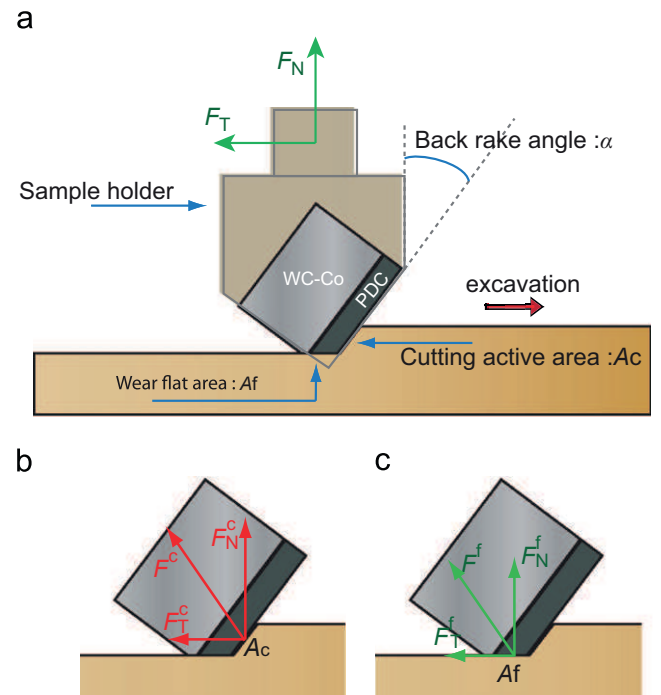 a
FN
FT
Back rake angle :α
Sample holder
WC-Co
PDC
excavation
Cutting active area :Ac
Wear flat area : Af
b
c
FcN
Fc
FcT
Ac
FfN
Ff
FfT
Af